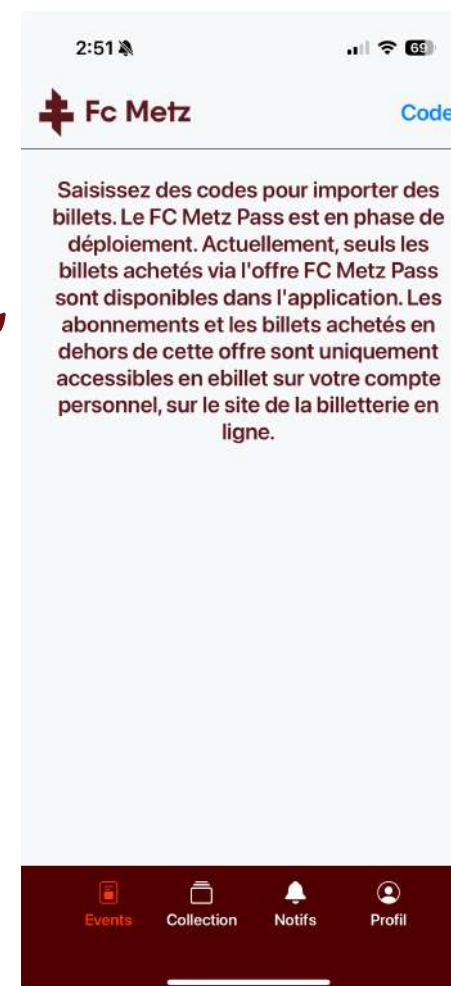 2:51
69
Fc Metz
Code
Saisissez des codes pour importer des
billets. Le FC Metz Pass est en phase de
déploiement. Actuellement, seuls les
billets achetés via l'offre FC Metz Pass
sont disponibles dans l'application. Les
abonnements et les billets achetés en
dehors de cette offre sont uniquement
accessibles en ebillet sur votre compte
personnel, sur le site de la billetterie en
ligne.
Events Collection Notifs Profil